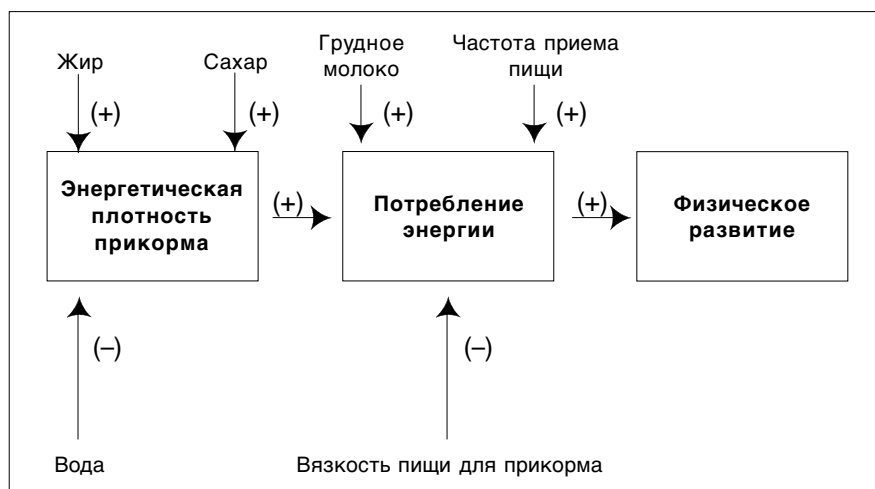 Жир
Сахар
Грудное
молоко
Частота приема
пищи
(+)
(+)
(+)
(+)
Энергетическая
плотность
прикорма
(+)
Потребление
энергии
(+)
Физическое
развитие
(–)
(–)
Вода
Вязкость пищи для прикорма